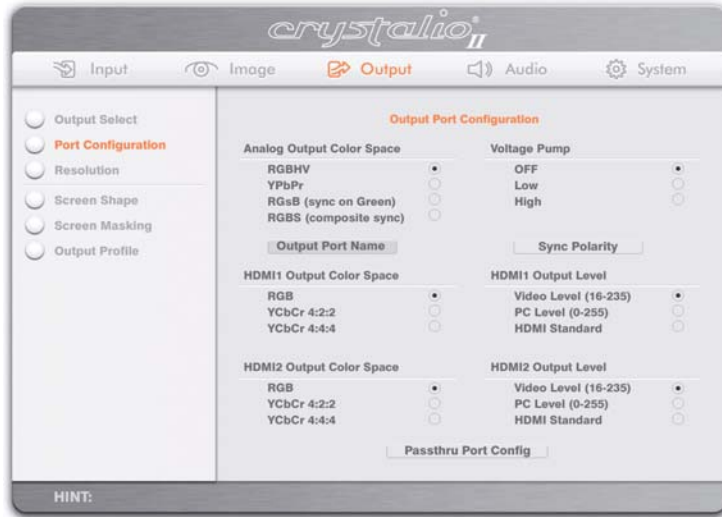 crystalio® II
Input
Image
Output
Audio
System
Output Select
Port Configuration
Resolution
Screen Shape
Screen Masking
Output Profile
Output Port Configuration
Analog Output Color Space
RGBHV
YPbPr
RGsB (sync on Green)
RGBS (composite sync)
Output Port Name
Voltage Pump
OFF
Low
High
Sync Polarity
HDMI1 Output Color Space
RGB
YCbCr 4:2:2
YCbCr 4:4:4
HDMI1 Output Level
Video Level (16-235)
PC Level (0-255)
HDMI Standard
HDMI2 Output Color Space
RGB
YCbCr 4:2:2
YCbCr 4:4:4
HDMI2 Output Level
Video Level (16-235)
PC Level (0-255)
HDMI Standard
Passthru Port Config
HINT: